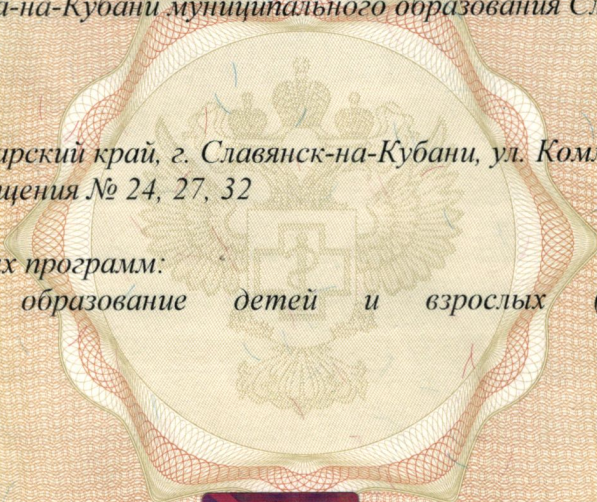 а-на-Кубани муниципального образования Сл
арский край, г. Славянск-на-Кубани, ул. Ком
щения № 24, 27, 32
х программ:
образование детей и взрослых (